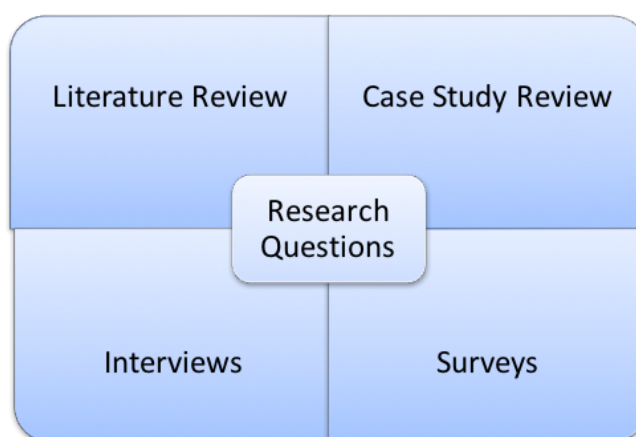 Literature Review
Case Study Review
Research
Questions
Interviews
Surveys